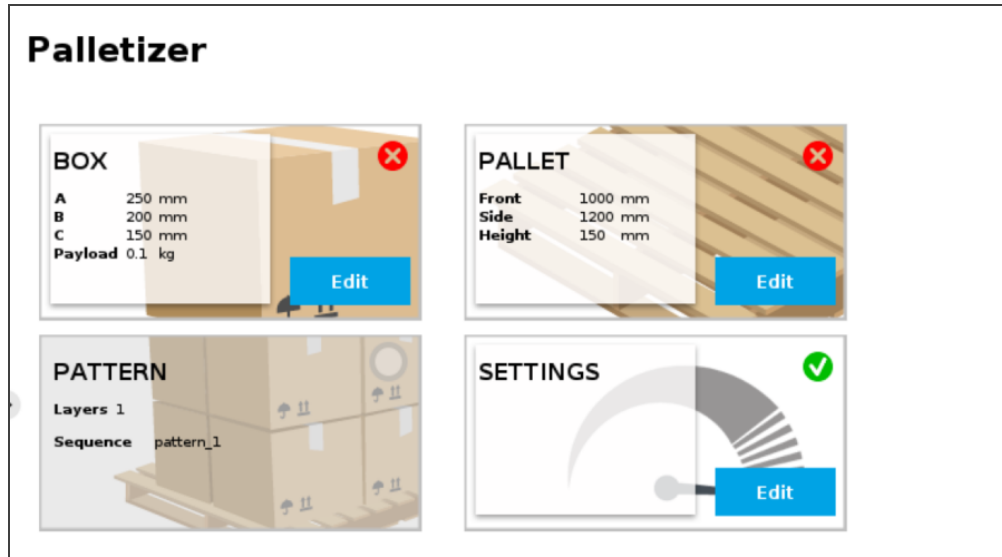 Palletizer
BOX
A 250 mm
B 200 mm
C 150 mm
Payload 0.1 kg
Edit
PALLET
Front 1000 mm
Side 1200 mm
Height 150 mm
Edit
PATTERN
Layers 1
Sequence pattern_1
SETTINGS
Edit